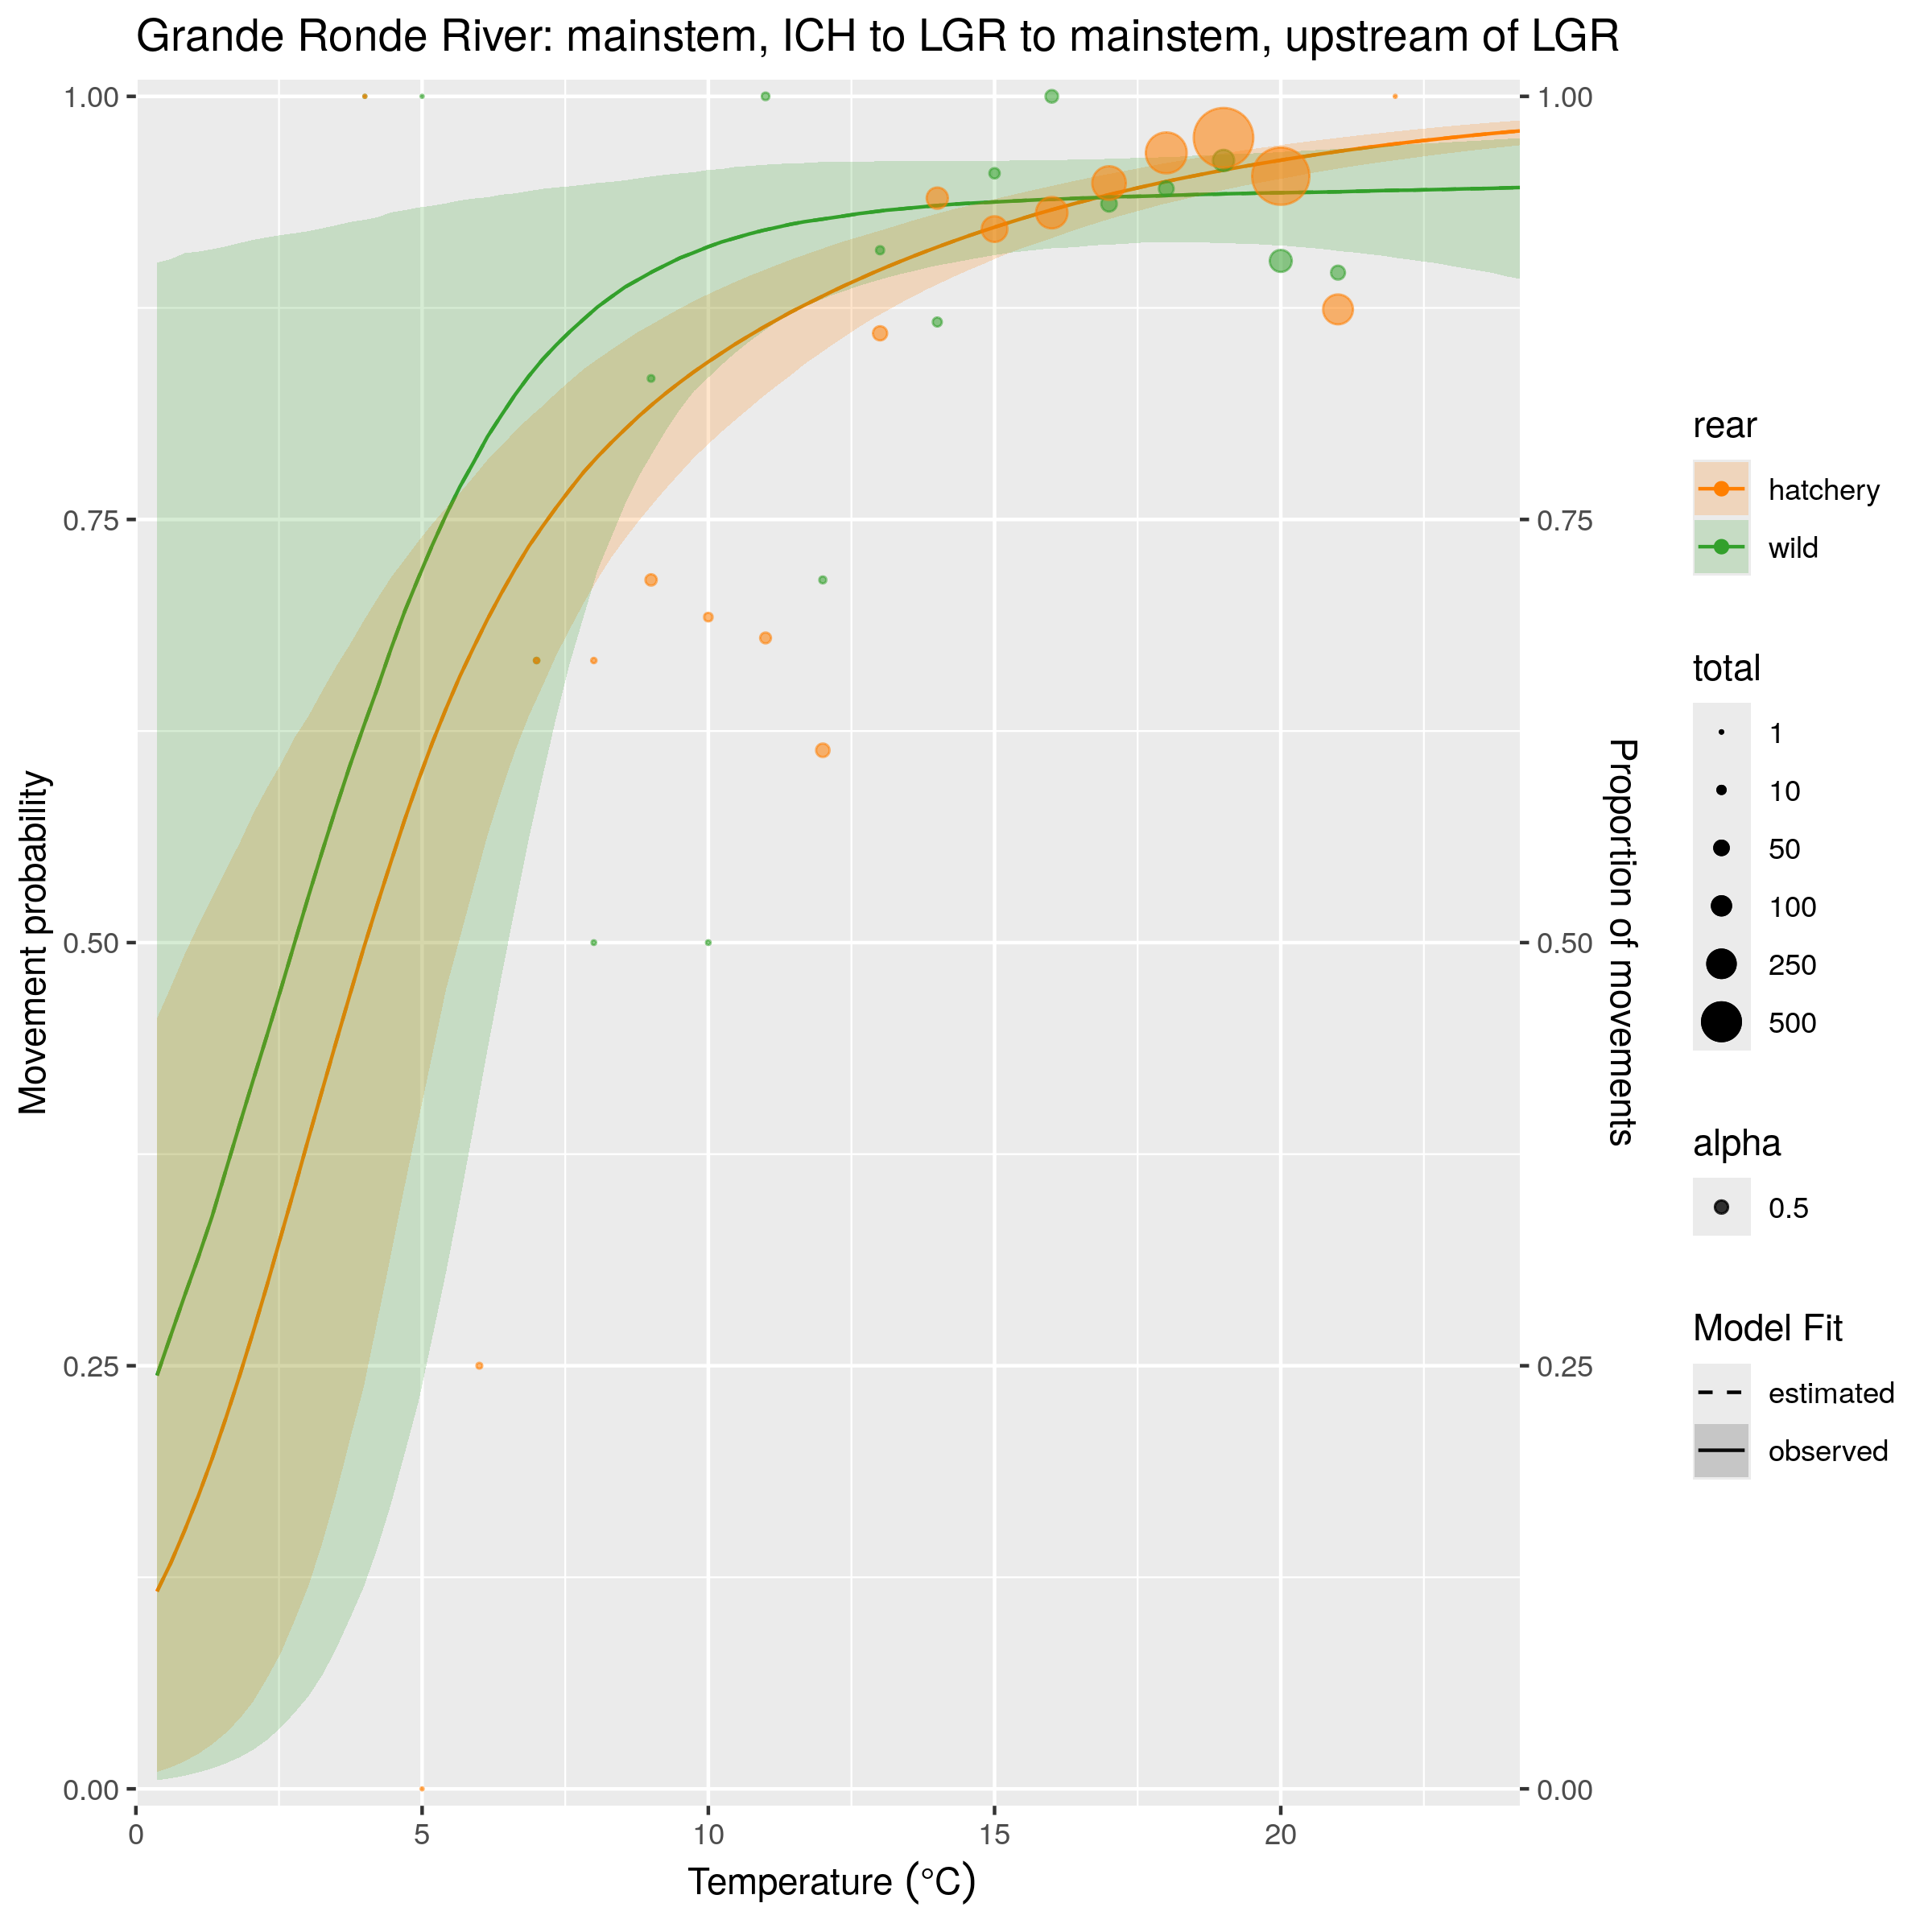 Grande Ronde River: mainstem, ICH to LGR to mainstem, upstream of LGR
Movement probability
1.00
0.75
0.50
0.25
0.00
0
5
10
15
20
Temperature (°C)
1.00
0.75
0.50
0.25
0.00
Proportion of movements
rear
hatchery
wild
total
1
10
50
100
250
500
alpha
0.5
Model Fit
estimated
observed